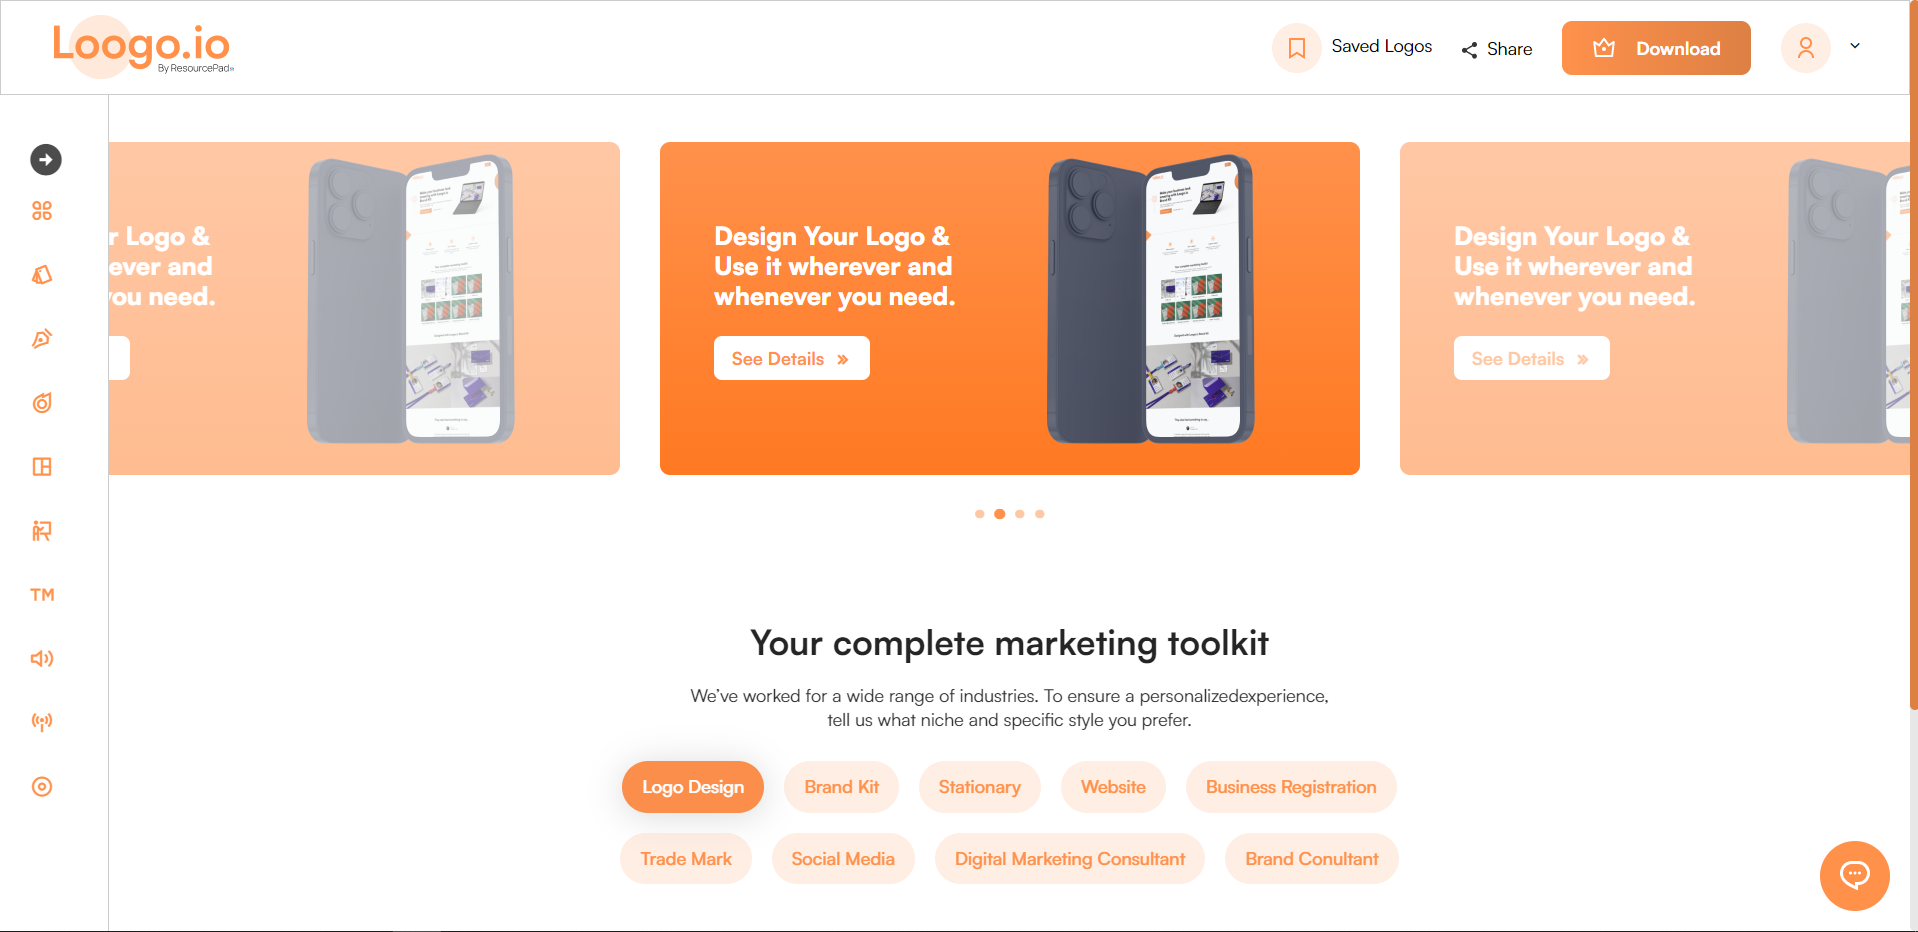 Loogo.io
By ResourcePad
Saved Logos
Share
Download
r Logo &
ever and
you need.
Design Your Logo &
Use it wherever and
whenever you need.
See Details »
Design Your Logo &
Use it wherever and
whenever you need.
See Details »
TM
Your complete marketing toolkit
We’ve worked for a wide range of industries. To ensure a personalizedexperience,
tell us what niche and specific style you prefer.
Logo Design
Brand Kit
Stationary
Website
Business Registration
Trade Mark
Social Media
Digital Marketing Consultant
Brand Conultant